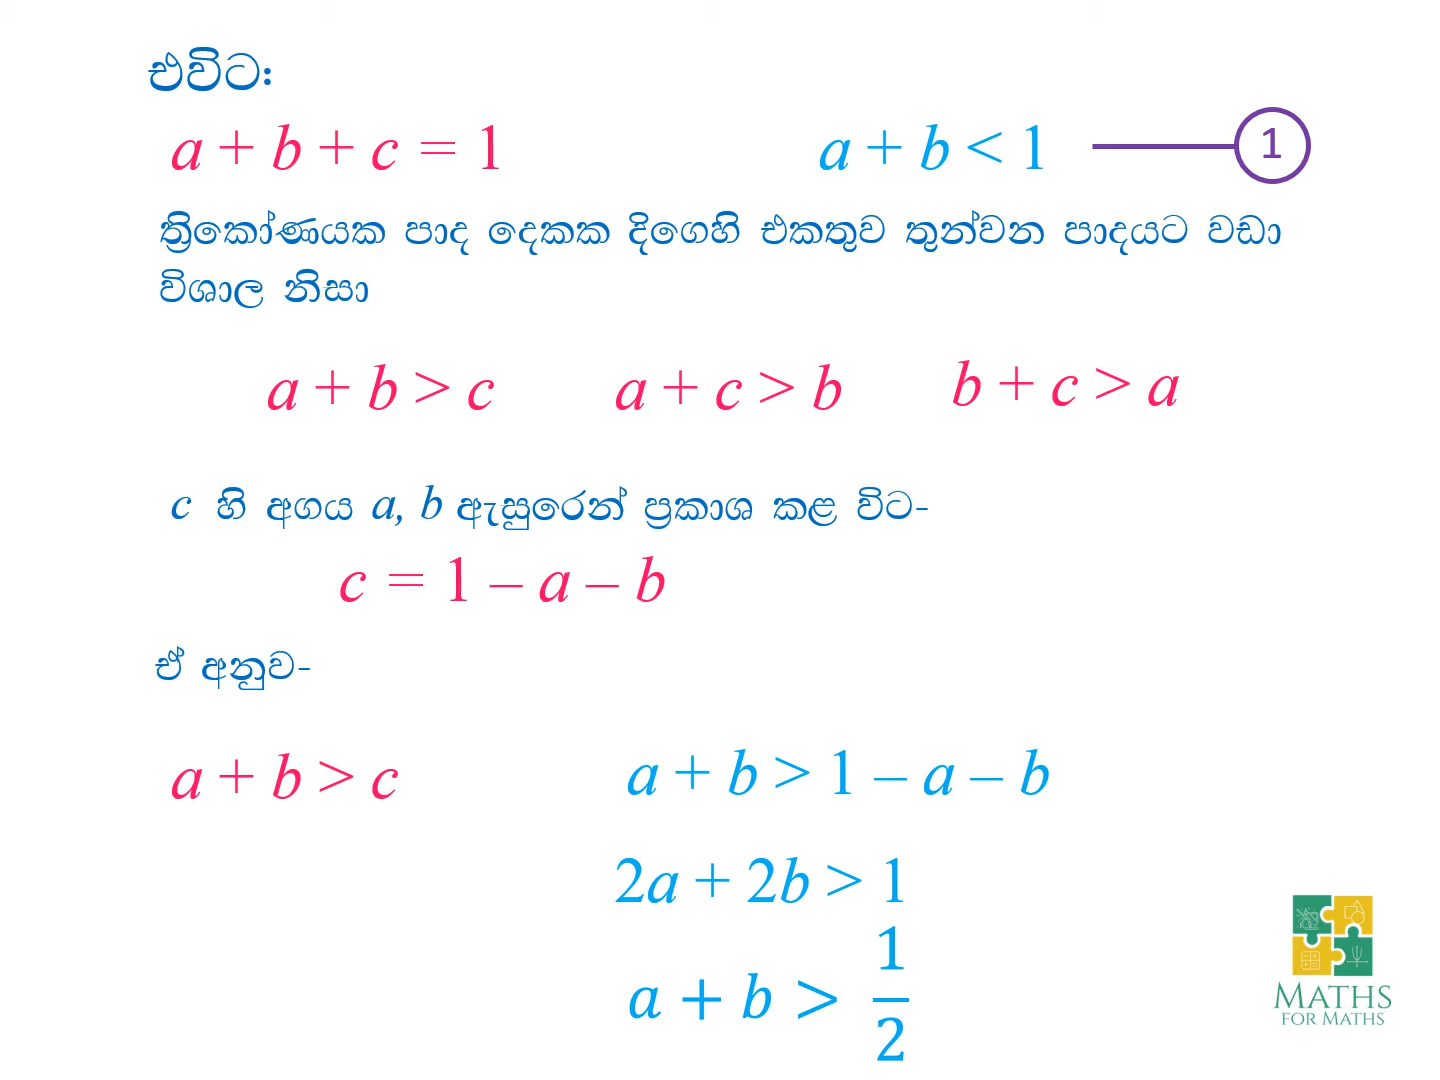 එවිට:
a + b + c = 1 a + b < 1 1
ත්‍රිකෝණයක පාද දෙකක දිගෙහි එකතුව තුන්වන පාදයට වඩා
විශාල නිසා
a + b > c a + c > b b + c > a
c හි අගය a, b ඇසුරෙන් ප්‍රකාශ කළ විට-
c = 1 – a – b
ඒ අනුව-
a + b > c a + b > 1 – a – b
2a + 2b > 1
a + b > 1/2
MATHS
FOR MATHS